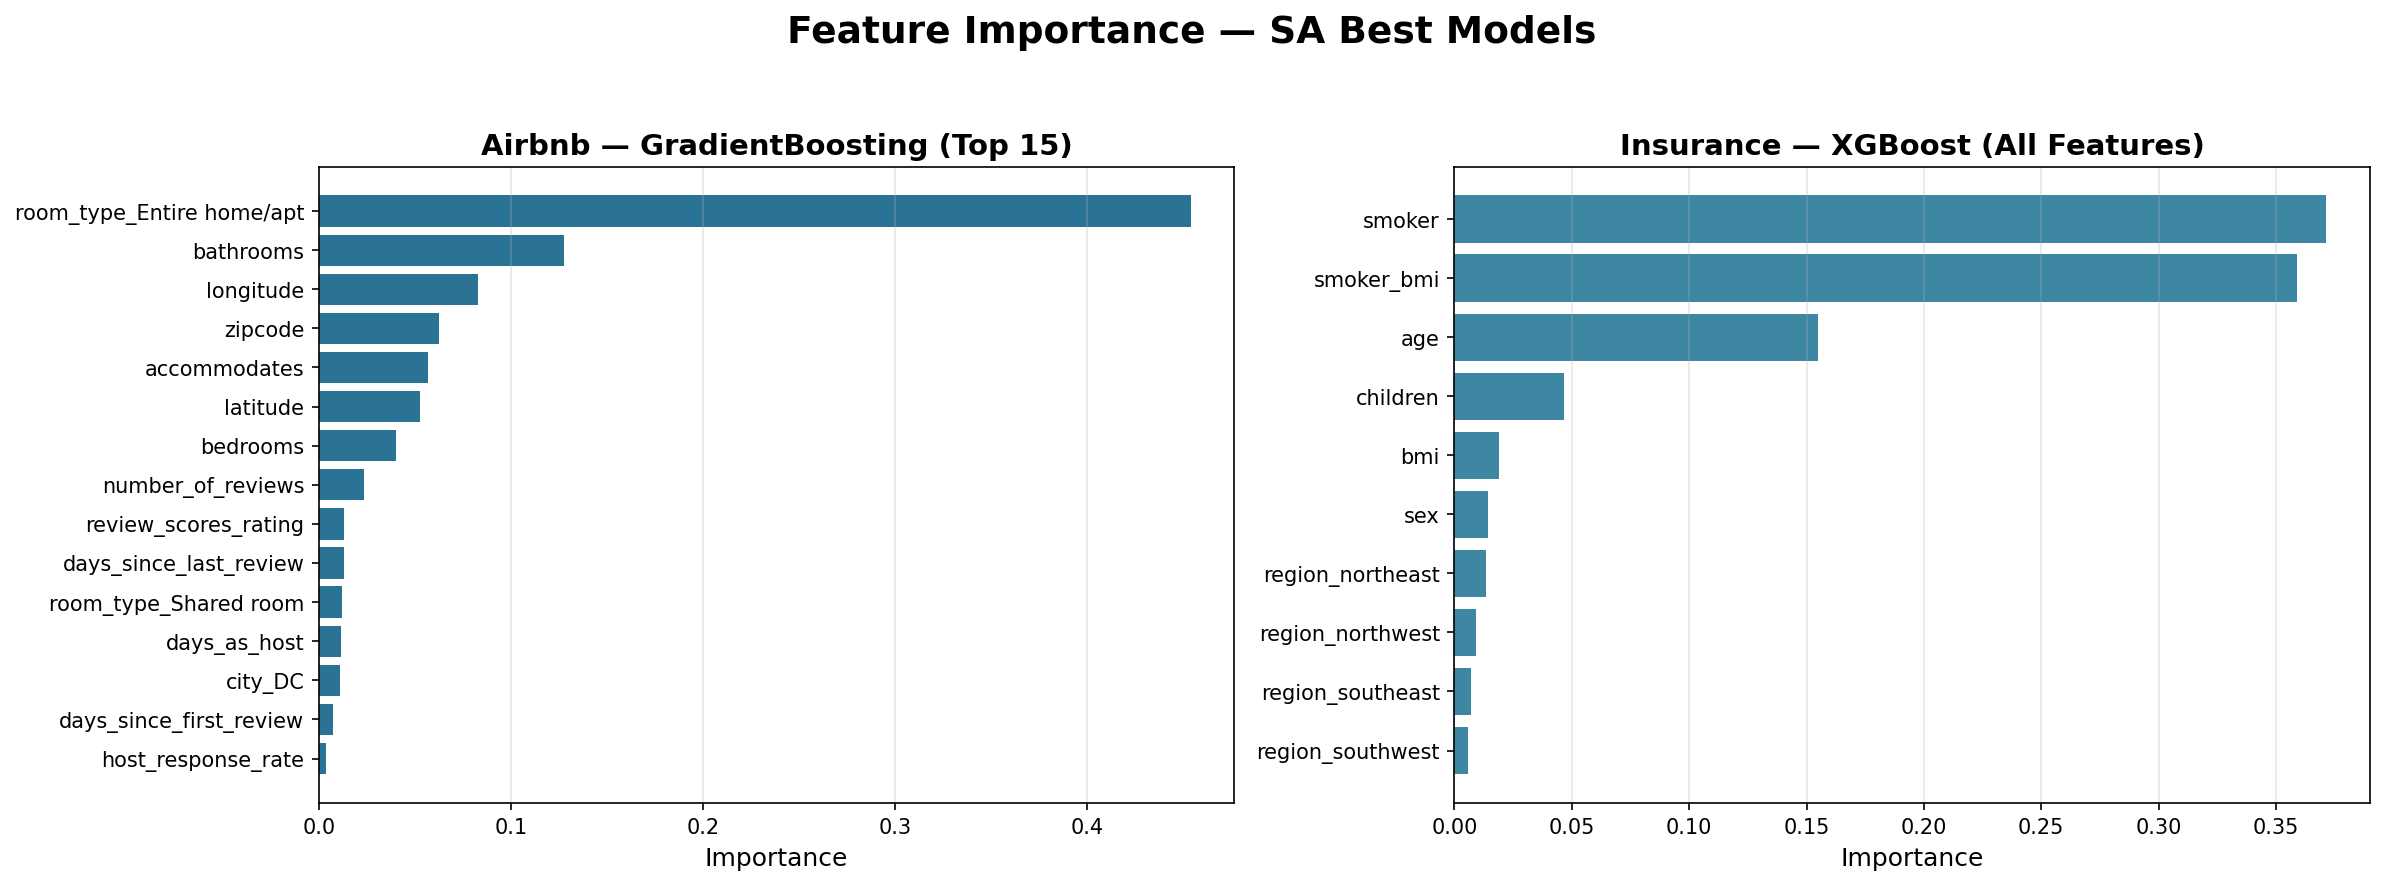 Feature Importance — SA Best Models
Airbnb — GradientBoosting (Top 15)
room_type_Entire home/apt
bathrooms
longitude
zipcode
accommodates
latitude
bedrooms
number_of_reviews
review_scores_rating
days_since_last_review
room_type_Shared room
days_as_host
city_DC
days_since_first_review
host_response_rate
0.0 0.1 0.2 0.3 0.4
Importance
Insurance — XGBoost (All Features)
smoker
smoker_bmi
age
children
bmi
sex
region_northeast
region_northwest
region_southeast
region_southwest
0.00 0.05 0.10 0.15 0.20 0.25 0.30 0.35
Importance